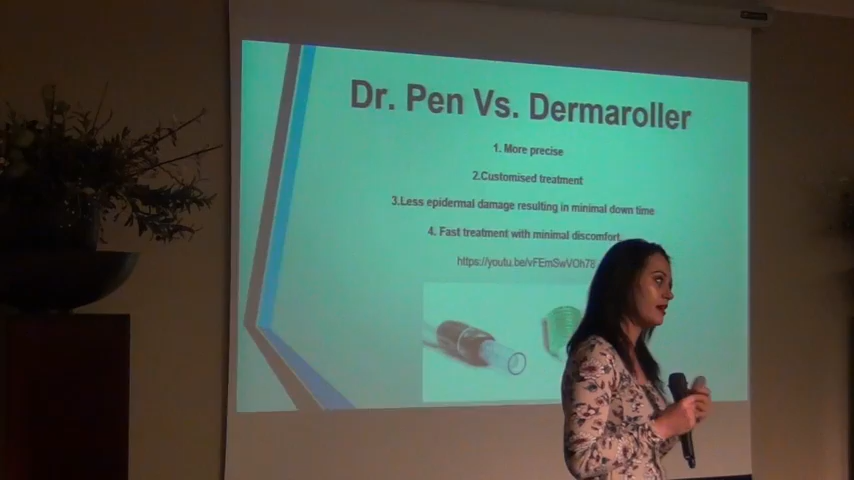 Dr. Pen Vs. Dermaroller
1. More precise
2.Customised treatment
3.Less epidermal damage resulting in minimal down time
4. Fast treatment with minimal discomfort
https://youtu.be/vFEmSwVOh78